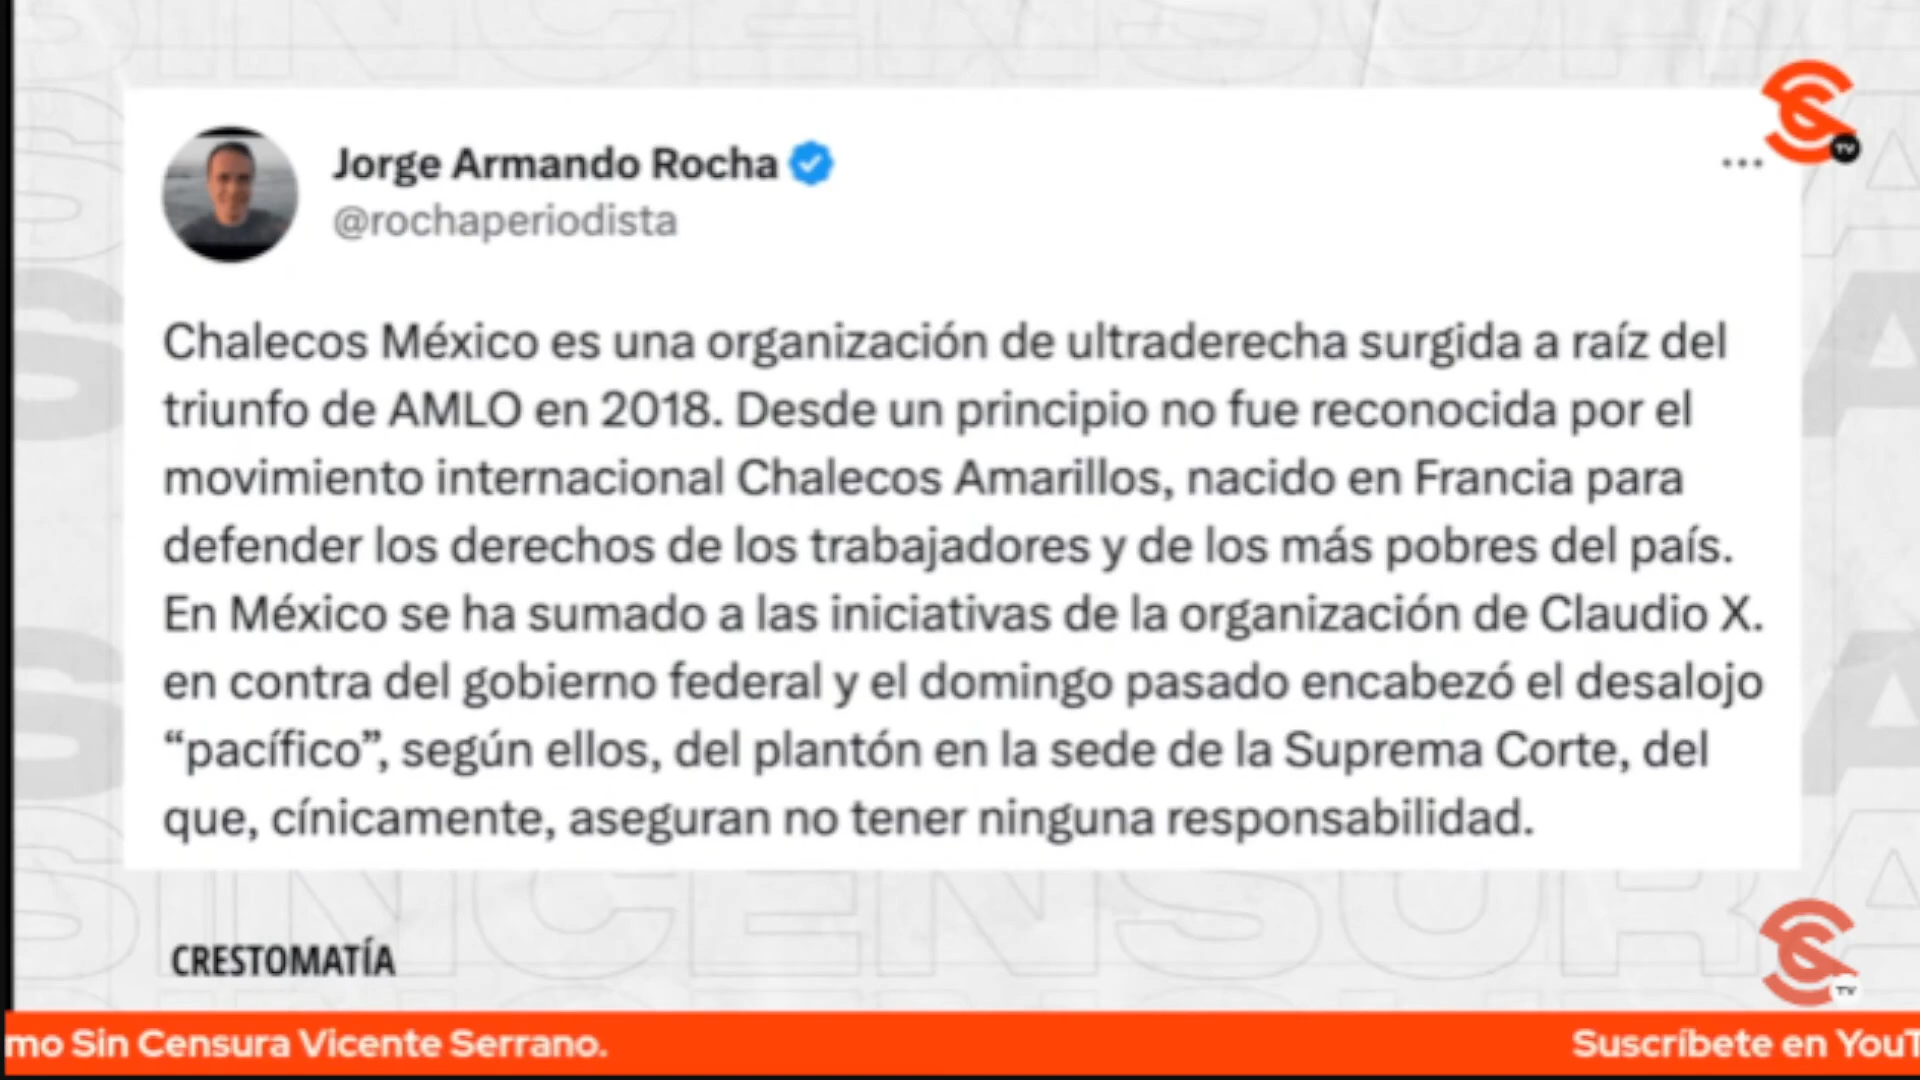 Jorge Armando Rocha
@rochaperiodista
Chalecos México es una organización de ultraderecha surgida a raíz del
triunfo de AMLO en 2018. Desde un principio no fue reconocida por el
movimiento internacional Chalecos Amarillos, nacido en Francia para
defender los derechos de los trabajadores y de los más pobres del país.
En México se ha sumado a las iniciativas de la organización de Claudio X.
en contra del gobierno federal y el domingo pasado encabezó el desalojo
“pacífico”, según ellos, del plantón en la sede de la Suprema Corte, del
que, cínicamente, aseguran no tener ninguna responsabilidad.
CRESTOMATÍA
mo Sin Censura Vicente Serrano.
Suscríbete en YouT
SINCENSURA
TV
TV